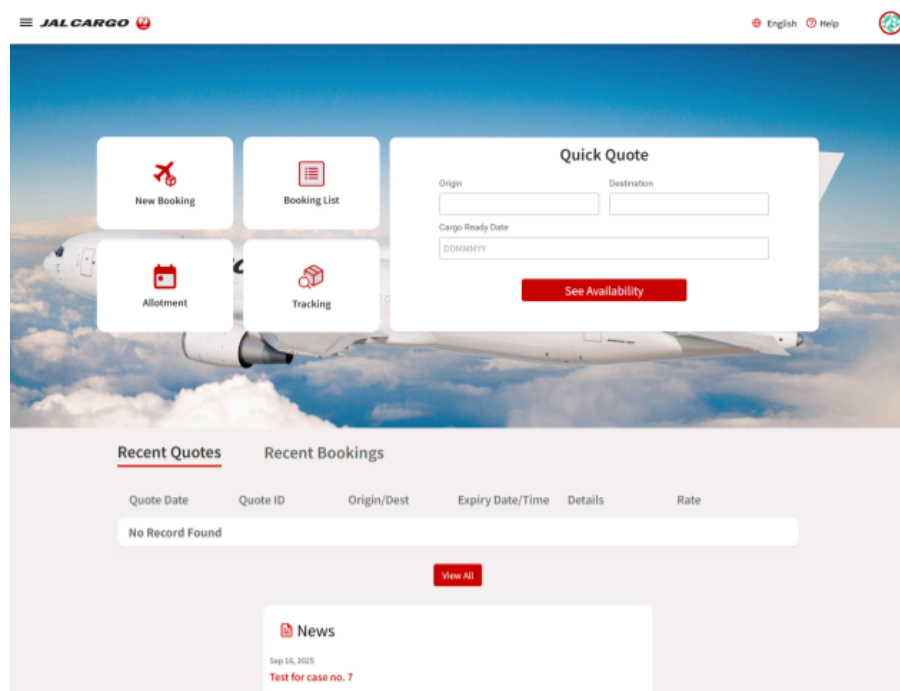 JAL CARGO
English Help
New Booking
Booking List
Allotment
Tracking
Quick Quote
Origin Destination
Cargo Ready Date
DDMMMYY
See Availability
Recent Quotes Recent Bookings
Quote Date Quote ID Origin/Dest Expiry Date/Time Details Rate
No Record Found
View All
News
Sep 16, 2025
Test for case no. 7